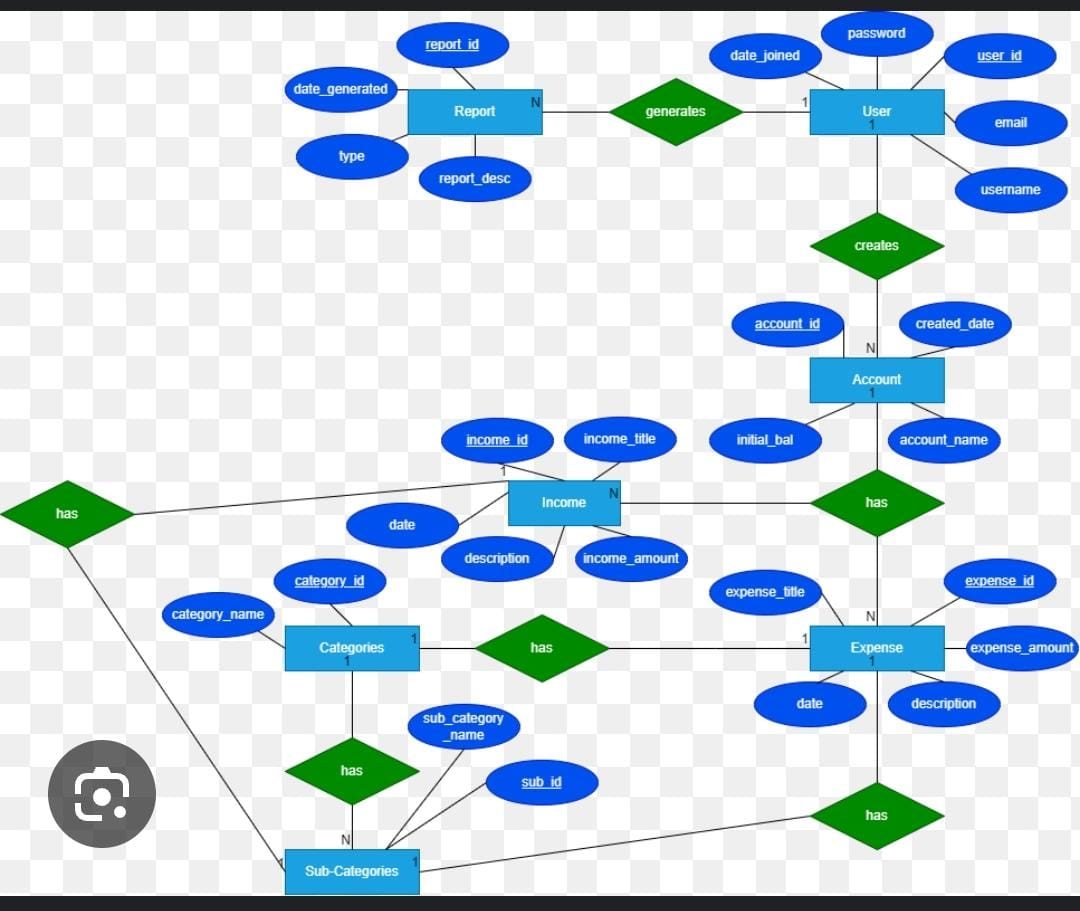 password
report_id
date_joined
user_id
date_generated
Report
N
generates
1
User
1
email
type
report_desc
username
creates
account_id
created_date
N
Account
1
income_id
income_title
initial_bal
account_name
1
has
Income
N
has
date
description
income_amount
category_id
expense_title
expense_id
category_name
N
Categories
1
1
has
1
Expense
1
expense_amount
sub_category
_name
date
description
has
sub_id
has
N
1
Sub-Categories
1